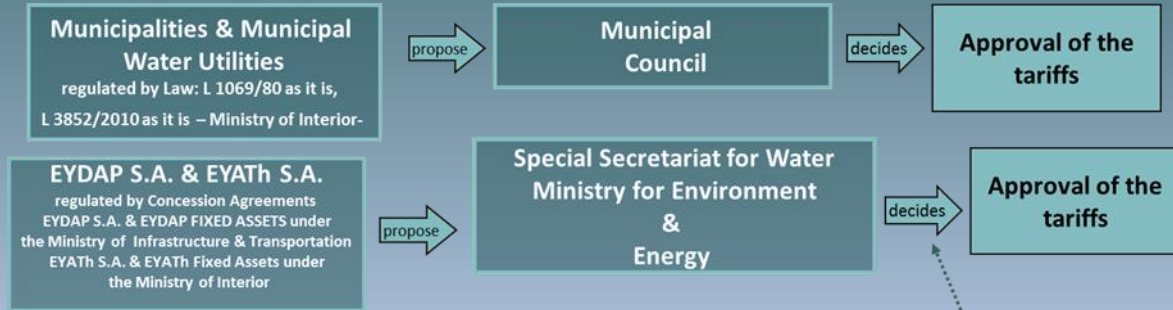 Municipalities & Municipal
Water Utilities
regulated by Law: L 1069/80 as it is,
L 3852/2010 as it is – Ministry of Interior-
propose
Municipal
Council
decides
Approval of the
tariffs
EYDAP S.A. & EYATh S.A.
regulated by Concession Agreements
EYDAP S.A. & EYDAP FIXED ASSETS under
the Ministry of Infrastructure & Transportation
EYATh S.A. & EYATh Fixed Assets under
the Ministry of Interior
propose
Special Secretariat for Water
Ministry for Environment
&
Energy
decides
Approval of the
tariffs